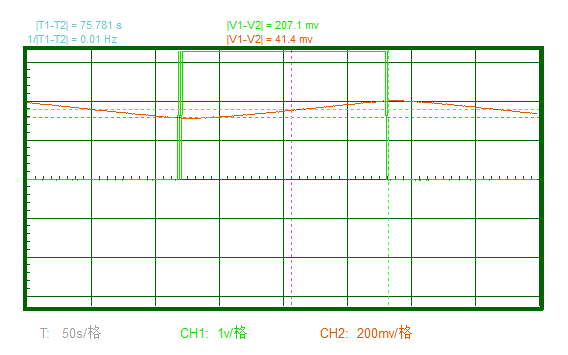 |T1-T2| = 75.781 s |V1-V2| = 207.1 mv
1/|T1-T2| = 0.01 Hz |V1-V2| = 41.4 mv
T: 50s/格 CH1: 1v/格 CH2: 200mv/格